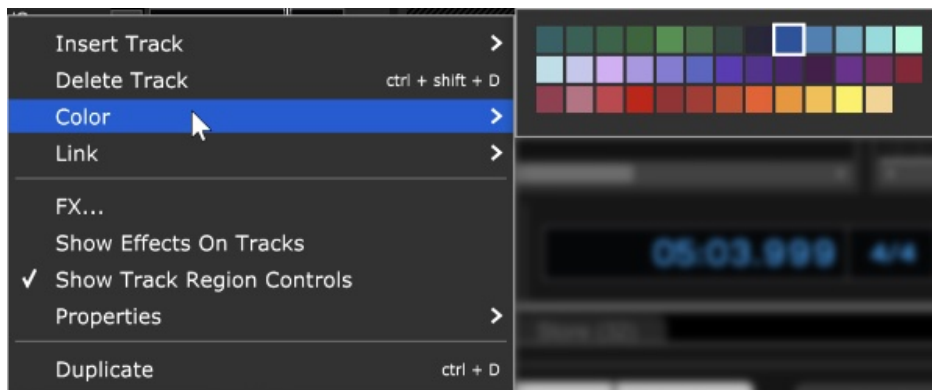 Insert Track
Delete Track ctrl + shift + D
Color
Link
FX...
Show Effects On Tracks
Show Track Region Controls
Properties
Duplicate ctrl + D
05:03.999
4/4